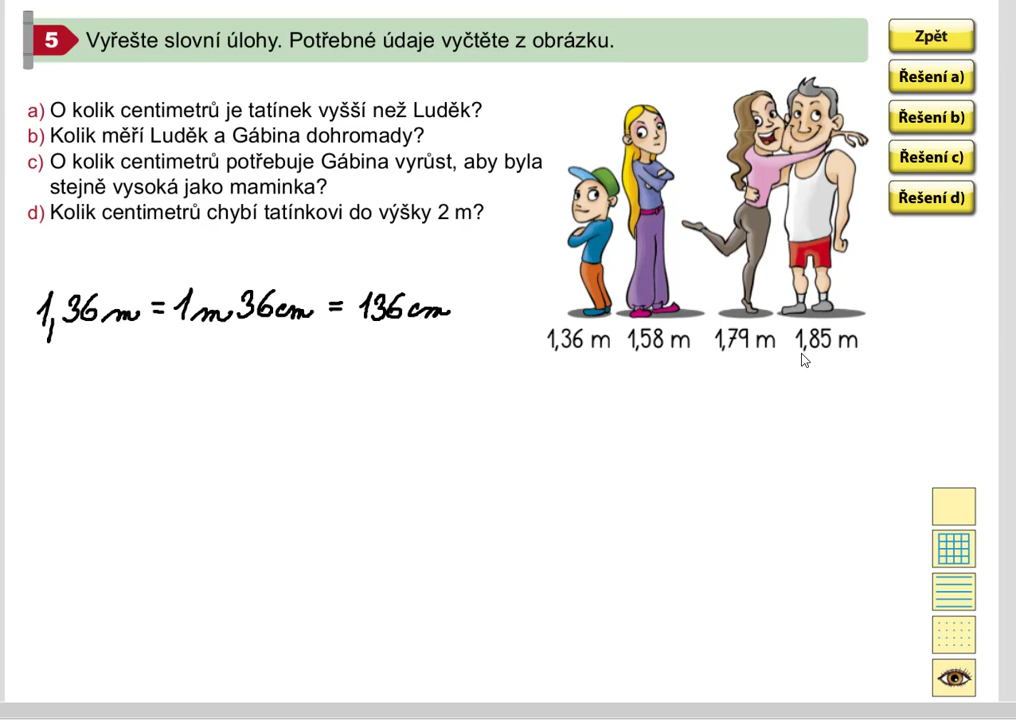 5 Vyřešte slovní úlohy. Potřebné údaje vyčtěte z obrázku.
Zpět
Řešení a)
Řešení b)
Řešení c)
Řešení d)
a) O kolik centimetrů je tatínek vyšší než Luděk?
b) Kolik měří Luděk a Gábina dohromady?
c) O kolik centimetrů potřebuje Gábina vyrůst, aby byla
stejně vysoká jako maminka?
d) Kolik centimetrů chybí tatínkovi do výšky 2 m?
1,36 m = 1 m 36 cm = 136 cm
1,36 m 1,58 m 1,79 m 1,85 m